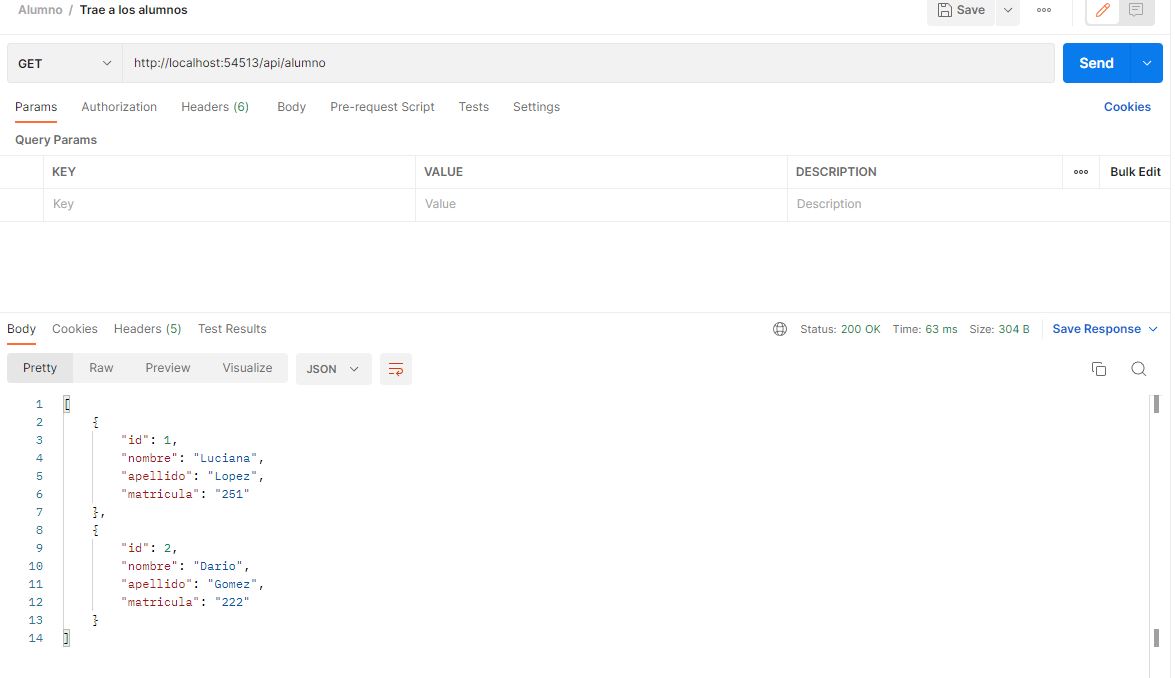 Alumno / Trae a los alumnos Save ooo
GET http://localhost:54513/api/alumno Send
Params Authorization Headers (6) Body Pre-request Script Tests Settings Cookies
Query Params
KEY VALUE DESCRIPTION ooo Bulk Edit
Key Value Description
Body Cookies Headers (5) Test Results Status: 200 OK Time: 63 ms Size: 304 B Save Response
Pretty Raw Preview Visualize JSON
1 [
2 {
3 "id": 1,
4 "nombre": "Luciana",
5 "apellido": "Lopez",
6 "matricula": "251"
7 },
8 {
9 "id": 2,
10 "nombre": "Dario",
11 "apellido": "Gomez",
12 "matricula": "222"
13 }
14 ]